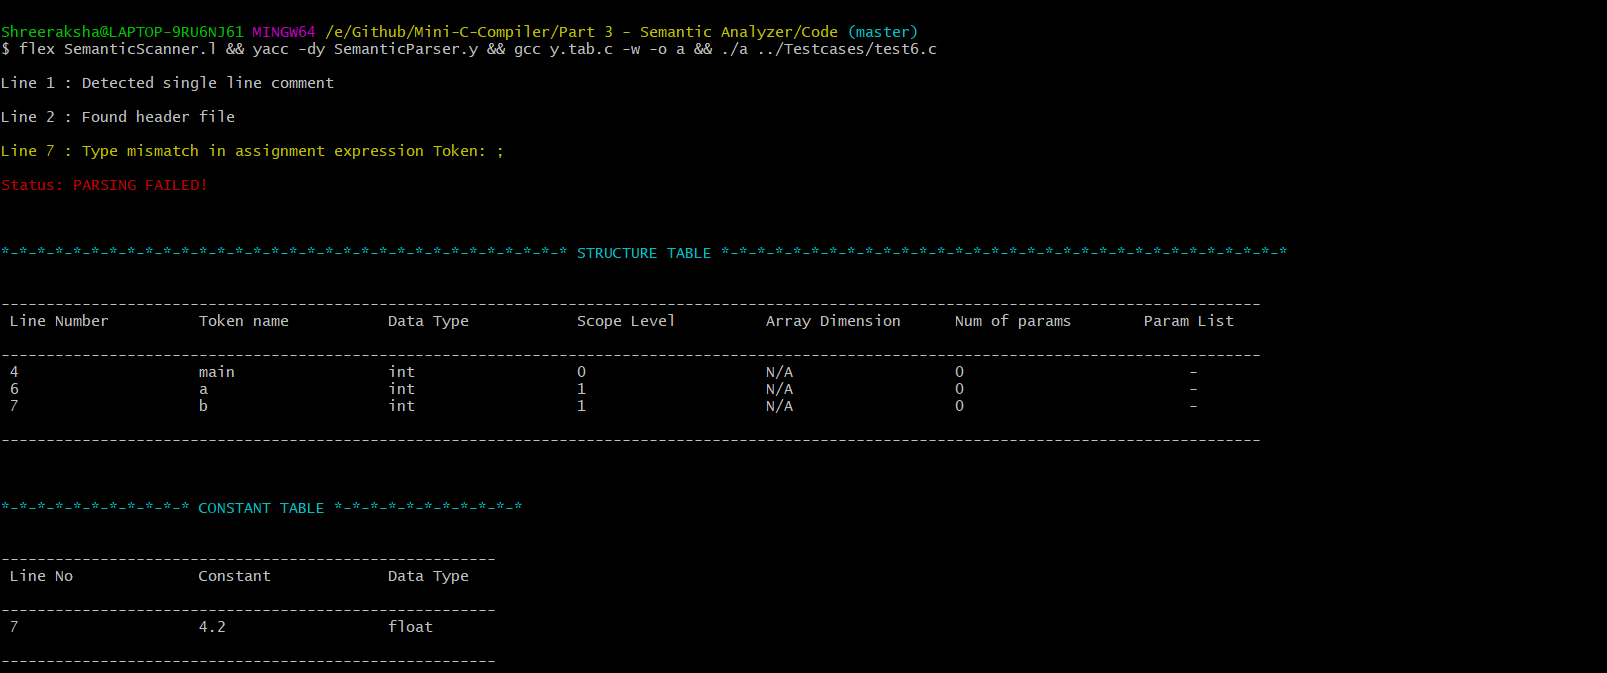 Shreeraksha@LAPTOP-9RU6NJ61 MINGW64 /e/Github/Mini-C-Compiler/Part 3 - Semantic Analyzer/Code (master)
$ flex SemanticScanner.l && yacc -dy SemanticParser.y && gcc y.tab.c -w -o a && ./a ../Testcases/test6.c
Line 1 : Detected single line comment
Line 2 : Found header file
Line 7 : Type mismatch in assignment expression Token: ;
Status: PARSING FAILED!
*-*-*-*-*-*-*-*-*-*-*-*-*-*-*-*-*-*-*-*-*-*-*-*-*-*-*-*-*-*-*-* STRUCTURE TABLE *-*-*-*-*-*-*-*-*-*-*-*-*-*-*-*-*-*-*-*-*-*-*-*-*-*-*-*-*-*-*-*
--------------------------------------------------------------------------------------------------------------------------------------------
Line Number Token name Data Type Scope Level Array Dimension Num of params Param List
--------------------------------------------------------------------------------------------------------------------------------------------
4 main int 0 N/A 0 -
6 a int 1 N/A 0 -
7 b int 1 N/A 0 -
--------------------------------------------------------------------------------------------------------------------------------------------
*-*-*-*-*-*-*-*-*-*-* CONSTANT TABLE *-*-*-*-*-*-*-*-*-*-*
-------------------------------------------------------
Line No Constant Data Type
-------------------------------------------------------
7 4.2 float
-------------------------------------------------------